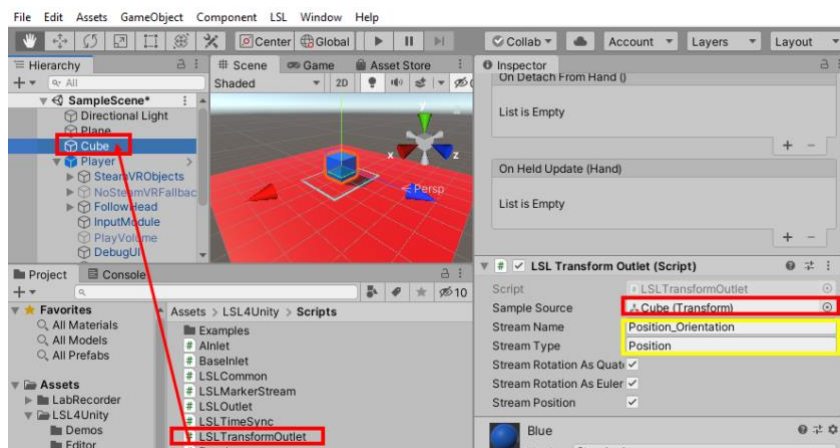 File Edit Assets GameObject Component LSL Window Help
Center Global Collab Account Layers Layout
Hierarchy
All
SampleScene*
Directional Light
Plane
Cube
Player
SteamVRObjects
NoSteamVRFallbac
FollowHead
InputModule
PlayVolume
DebugUI
Scene Game Asset Store
Shaded 2D
y
x z
Persp
Inspector
On Detach From Hand ()
List is Empty
+ -
On Held Update (Hand)
List is Empty
+ -
LSL Transform Outlet (Script)
Script LSLTransformOutlet
Sample Source Cube (Transform)
Stream Name Position_Orientation
Stream Type Position
Stream Rotation As Quate
Stream Rotation As Euler
Stream Position
Blue
Project Console
10
Favorites
All Materials
All Models
All Prefabs
Assets
LabRecorder
LSL4Unity
Demos
Editor
Assets > LSL4Unity > Scripts
Examples
AInlet
BaseInlet
LSLCommon
LSLMarkerStream
LSLOutlet
LSLTimeSync
LSLTransformOutlet